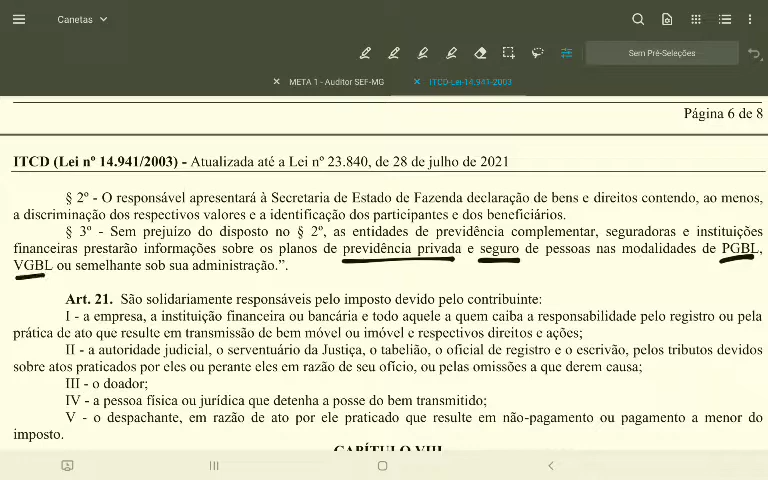 Canetas
Sem Pré-Seleções
META 1 - Auditor SEF-MG
ITCD-Lei-14.941-2003
Página 6 de 8
ITCD (Lei nº 14.941/2003) - Atualizada até a Lei nº 23.840, de 28 de julho de 2021
§ 2º - O responsável apresentará à Secretaria de Estado de Fazenda declaração de bens e direitos contendo, ao menos,
a discriminação dos respectivos valores e a identificação dos participantes e dos beneficiários.
§ 3º - Sem prejuízo do disposto no § 2º, as entidades de previdência complementar, seguradoras e instituições
financeiras prestarão informações sobre os planos de previdência privada e seguro de pessoas nas modalidades de PGBL,
VGBL ou semelhante sob sua administração.”.
Art. 21. São solidariamente responsáveis pelo imposto devido pelo contribuinte:
I - a empresa, a instituição financeira ou bancária e todo aquele a quem caiba a responsabilidade pelo registro ou pela
prática de ato que resulte em transmissão de bem móvel ou imóvel e respectivos direitos e ações;
II - a autoridade judicial, o serventuário da Justiça, o tabelião, o oficial de registro e o escrivão, pelos tributos devidos
sobre atos praticados por eles ou perante eles em razão de seu ofício, ou pelas omissões a que derem causa;
III - o doador;
IV - a pessoa física ou jurídica que detenha a posse do bem transmitido;
V - o despachante, em razão de ato por ele praticado que resulte em não-pagamento ou pagamento a menor do
imposto.
CAPÍTULO VIII